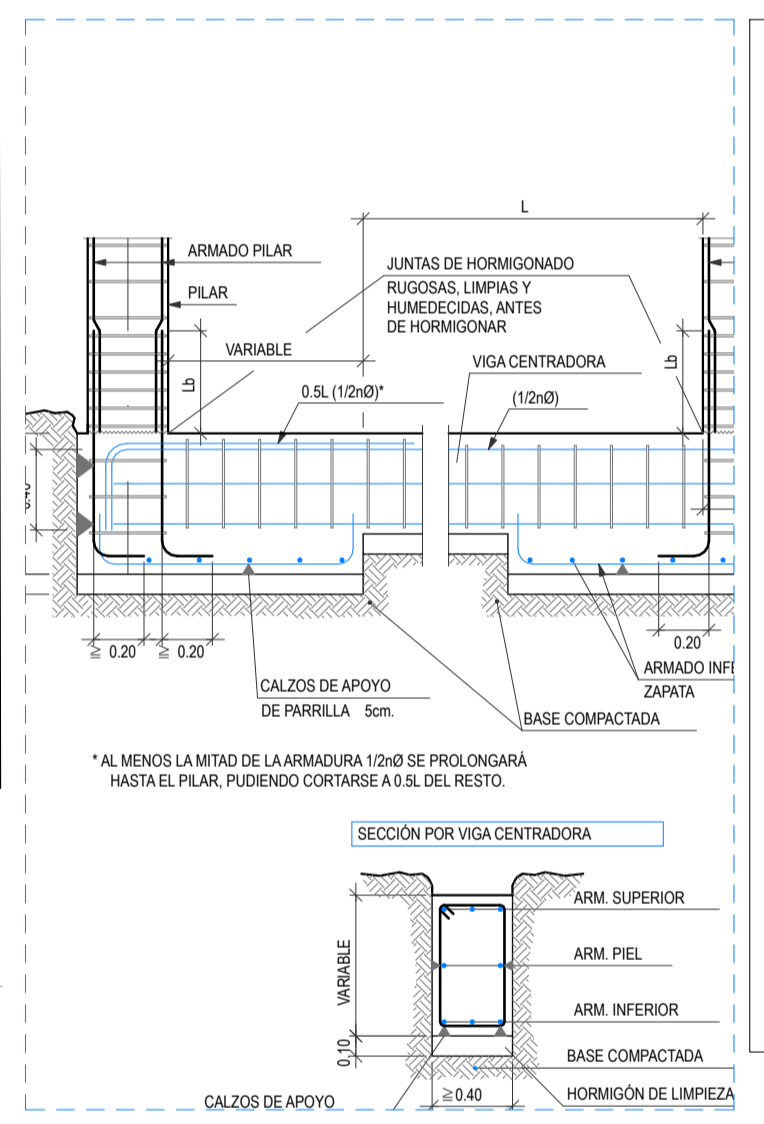 L
ARMADO PILAR
JUNTAS DE HORMIGONADO
RUGOSAS, LIMPIAS Y
HUMEDECIDAS, ANTES
DE HORMIGONAR
PILAR
VARIABLE
Lb
VIGA CENTRADORA
Lb
0.5L (1/2nØ)*
(1/2nØ)
≧ 0.20
≧ 0.20
0.20
ARMADO
ZAPATA
CALZOS DE APOYO
DE PARRILLA 5cm.
BASE COMPACTADA
* AL MENOS LA MITAD DE LA ARMADURA 1/2nØ SE PROLONGARÁ
HASTA EL PILAR, PUDIENDO CORTARSE A 0.5L DEL RESTO.
SECCIÓN POR VIGA CENTRADORA
ARM. SUPERIOR
VARIABLE
ARM. PIEL
ARM. INFERIOR
0,10
BASE COMPACTADA
≧0.40
HORMIGÓN DE LIMPIEZA
CALZOS DE APOYO